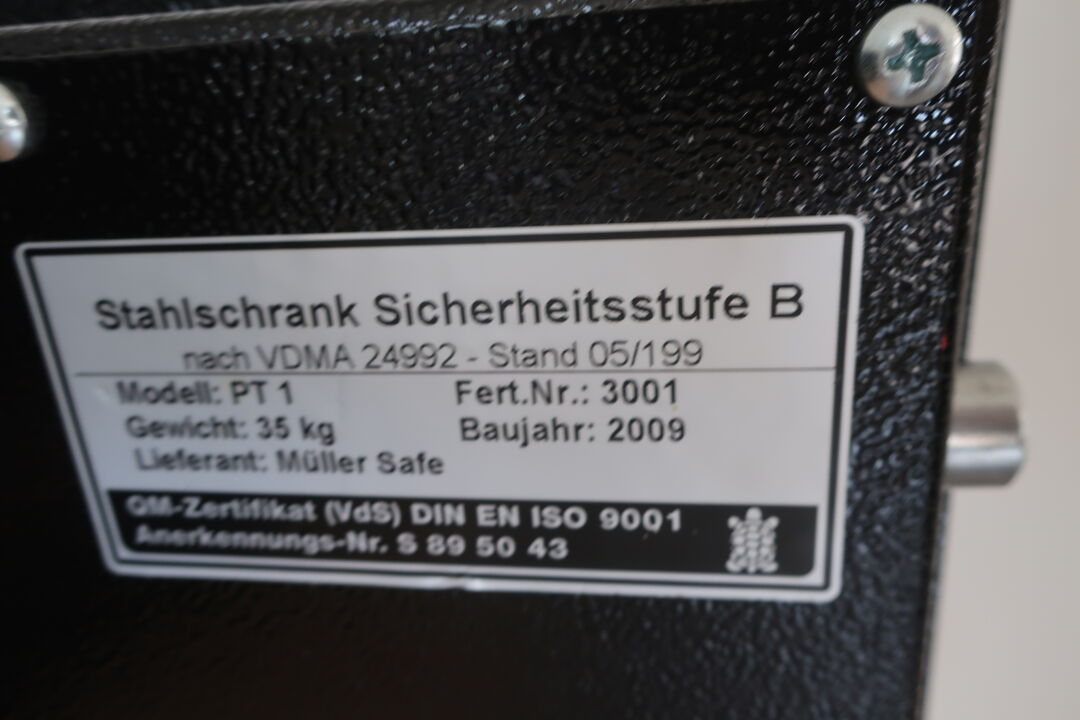 Stahlschrank Sicherheitsstufe B
nach VDMA 24992 - Stand 05/199
Modell: PT 1 Fert.Nr.: 3001
Gewicht: 35 kg Baujahr: 2009
Lieferant: Müller Safe
QM-Zertifikat (VdS) DIN EN ISO 9001
Anerkennungs-Nr. S 89 50 43